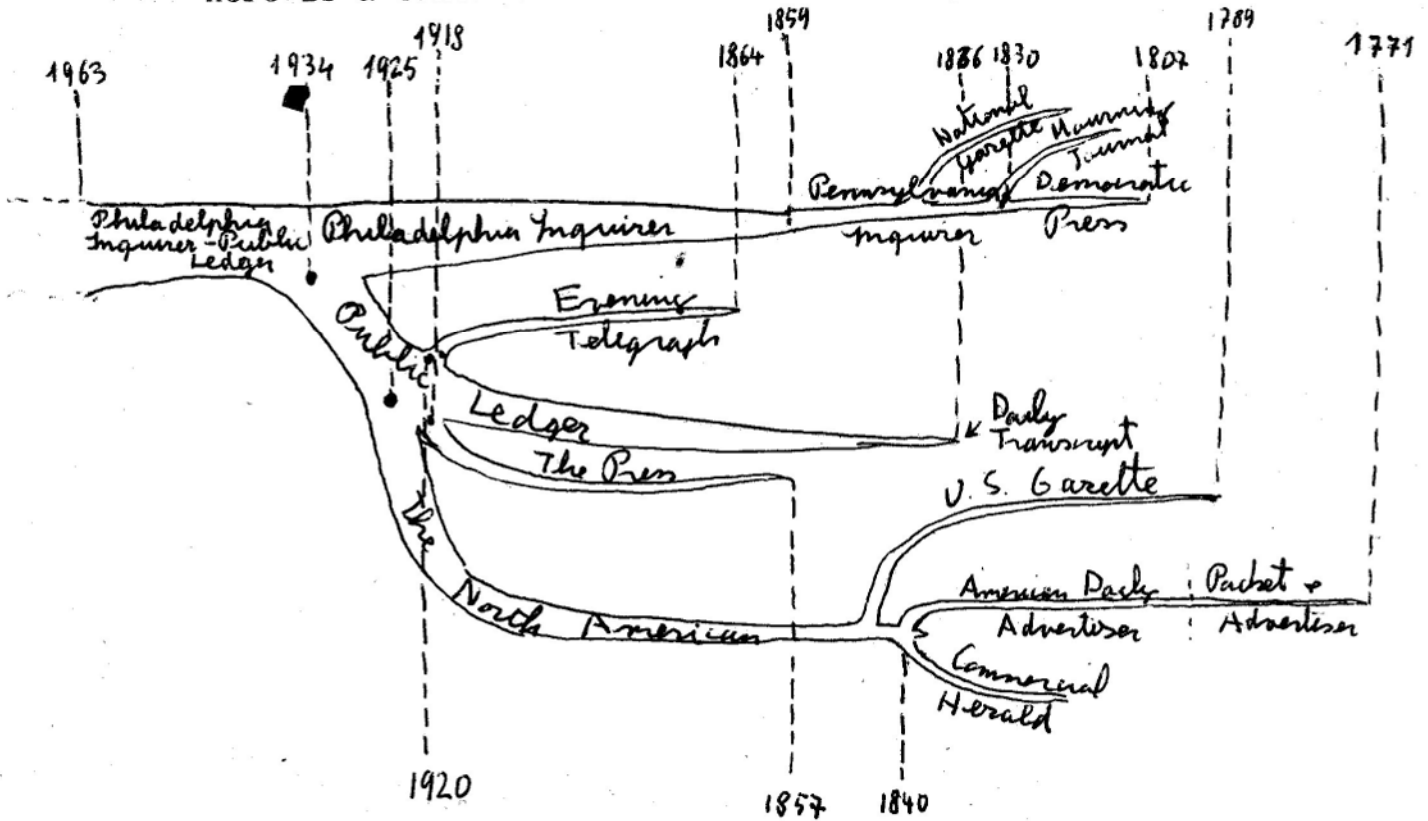 1963
1934
1925
1918
1864
1859
1830
1807
1789
1771
National
Gazette
Mourning
Journal
Pennsylvania
Inquirer
Democratic
Press
Philadelphia
Inquirer-Public
Ledger
Philadelphia Inquirer
Evening
Telegraph
Public
Ledger
Daily
Transcript
The Press
U.S. Gazette
The
North American
American Daily
Advertiser
Packet &
Advertiser
Commercial
Herald
1920
1857
1840